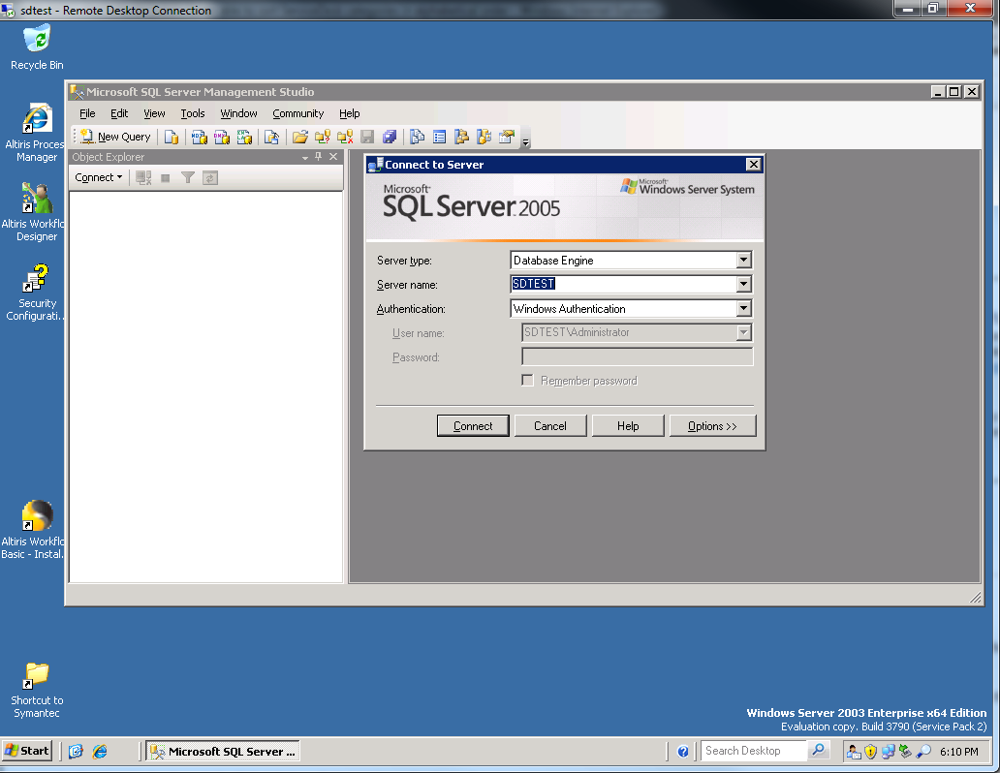 sdtest - Remote Desktop Connection
Recycle Bin
Altiris Proces
Manager
Altiris Workflo
Designer
Security
Configurati...
Altiris Workflo
Basic - Instal...
Shortcut to
Symantec
Microsoft SQL Server Management Studio
File Edit View Tools Window Community Help
New Query
Object Explorer
Connect
Connect to Server
Microsoft
SQL Server 2005
Microsoft
Windows Server System
Server type: Database Engine
Server name: SDTEST
Authentication: Windows Authentication
User name: SDTEST\Administrator
Password:
Remember password
Connect Cancel Help Options >>
Windows Server 2003 Enterprise x64 Edition
Evaluation copy. Build 3790 (Service Pack 2)
Start Microsoft SQL Server ... Search Desktop 6:10 PM